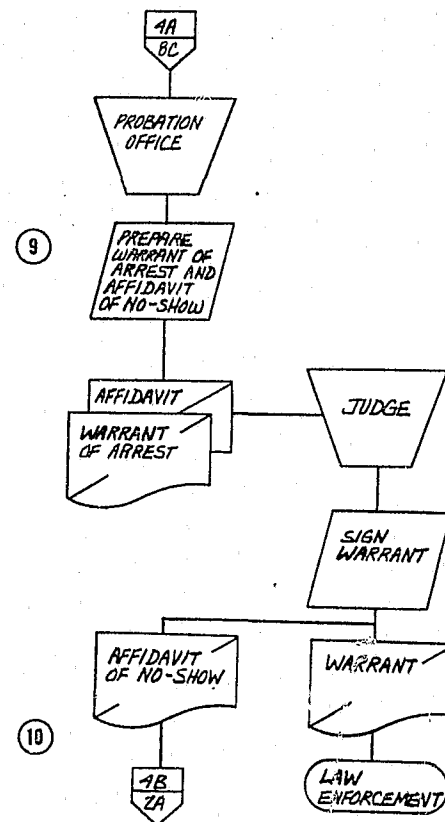 4A
8C
PROBATION
OFFICE
9
PREPARE
WARRANT OF
ARREST AND
AFFIDAVIT
OF NO-SHOW
AFFIDAVIT
WARRANT
OF ARREST
JUDGE
SIGN
WARRANT
AFFIDAVIT
OF NO-SHOW
WARRANT
10
4B
2A
LAW
ENFORCEMENT